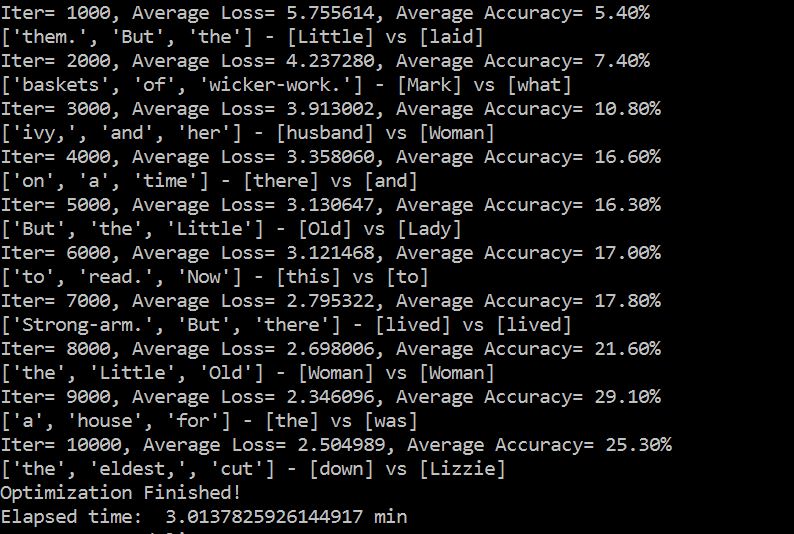 Iter= 1000, Average Loss= 5.755614, Average Accuracy= 5.40%
['them.', 'But', 'the'] - [Little] vs [laid]
Iter= 2000, Average Loss= 4.237280, Average Accuracy= 7.40%
['baskets', 'of', 'wicker-work.'] - [Mark] vs [what]
Iter= 3000, Average Loss= 3.913002, Average Accuracy= 10.80%
['ivy,', 'and', 'her'] - [husband] vs [Woman]
Iter= 4000, Average Loss= 3.358060, Average Accuracy= 16.60%
['on', 'a', 'time'] - [there] vs [and]
Iter= 5000, Average Loss= 3.130647, Average Accuracy= 16.30%
['But', 'the', 'Little'] - [Old] vs [Lady]
Iter= 6000, Average Loss= 3.121468, Average Accuracy= 17.00%
['to', 'read.', 'Now'] - [this] vs [to]
Iter= 7000, Average Loss= 2.795322, Average Accuracy= 17.80%
['Strong-arm.', 'But', 'there'] - [lived] vs [lived]
Iter= 8000, Average Loss= 2.698006, Average Accuracy= 21.60%
['the', 'Little', 'Old'] - [Woman] vs [Woman]
Iter= 9000, Average Loss= 2.346096, Average Accuracy= 29.10%
['a', 'house', 'for'] - [the] vs [was]
Iter= 10000, Average Loss= 2.504989, Average Accuracy= 25.30%
['the', 'eldest,', 'cut'] - [down] vs [Lizzie]
Optimization Finished!
Elapsed time:  3.0137825926144917 min